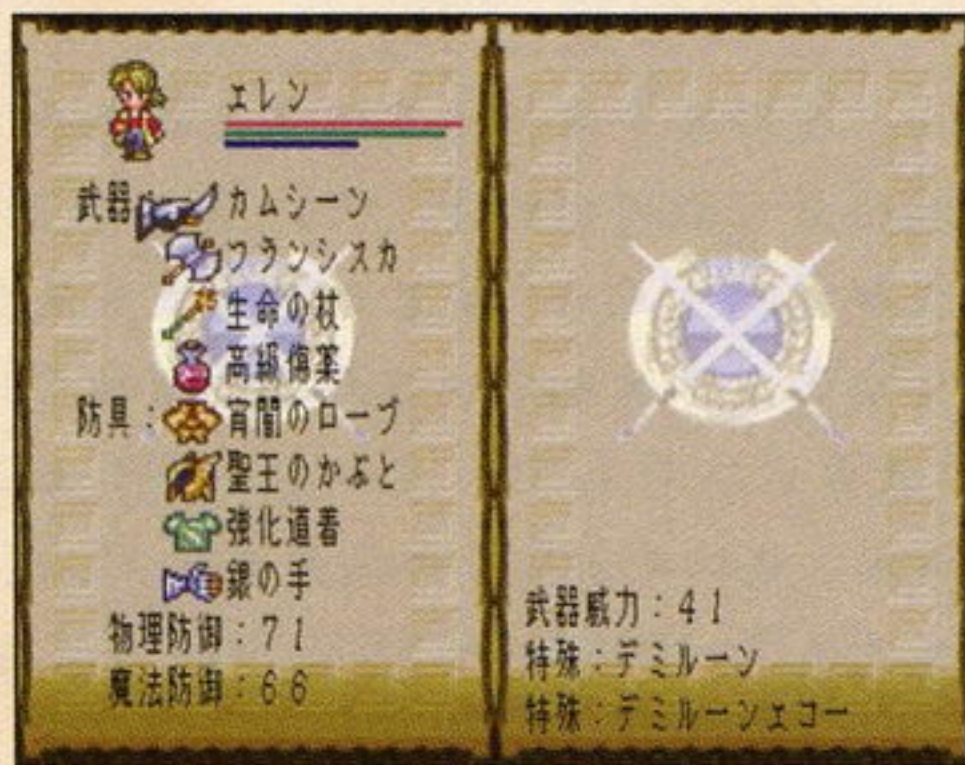 エレン
武器：カムシーン
フランシスカ
生命の杖
高級傷薬
防具：宵闇のローブ
聖王のかぶと
強化道着
銀の手
物理防御：71
魔法防御：66
武器威力：41
特殊：デミルーン
特殊：デミルーンエコー